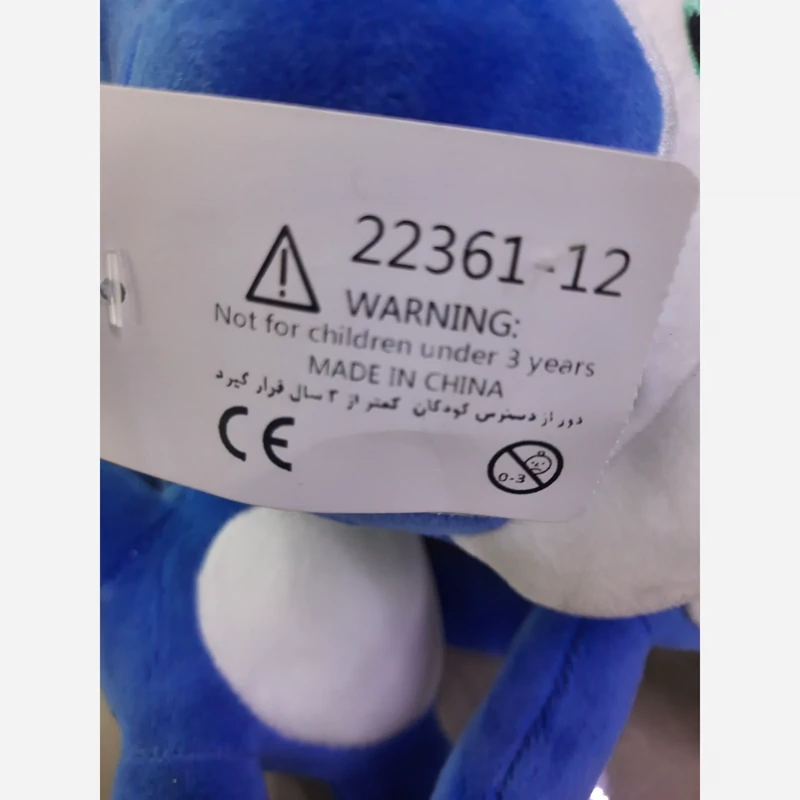 22361-12
WARNING:
Not for children under 3 years
MADE IN CHINA
دور از دسترس کودکان کمتر از ۳ سال قرار گیرد
CE
0-3